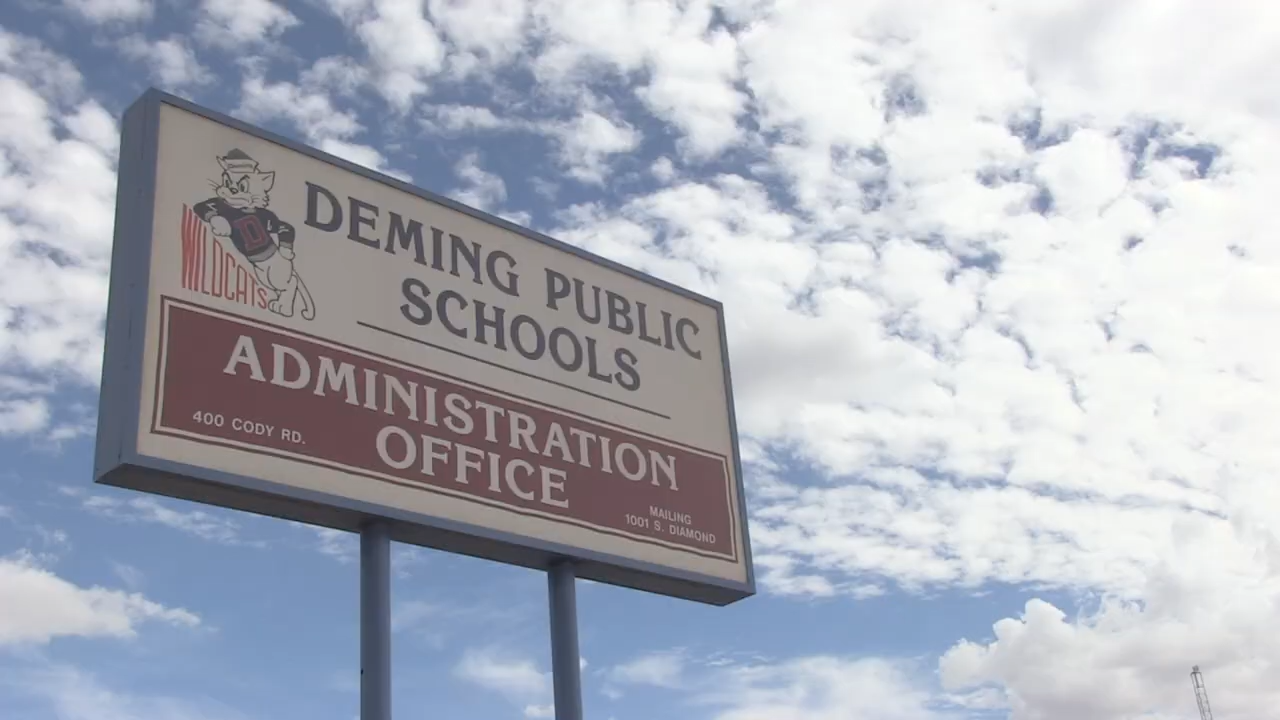 WILDCATS
D
DEMING PUBLIC
SCHOOLS
ADMINISTRATION
OFFICE
400 CODY RD.
MAILING
1001 S. DIAMOND